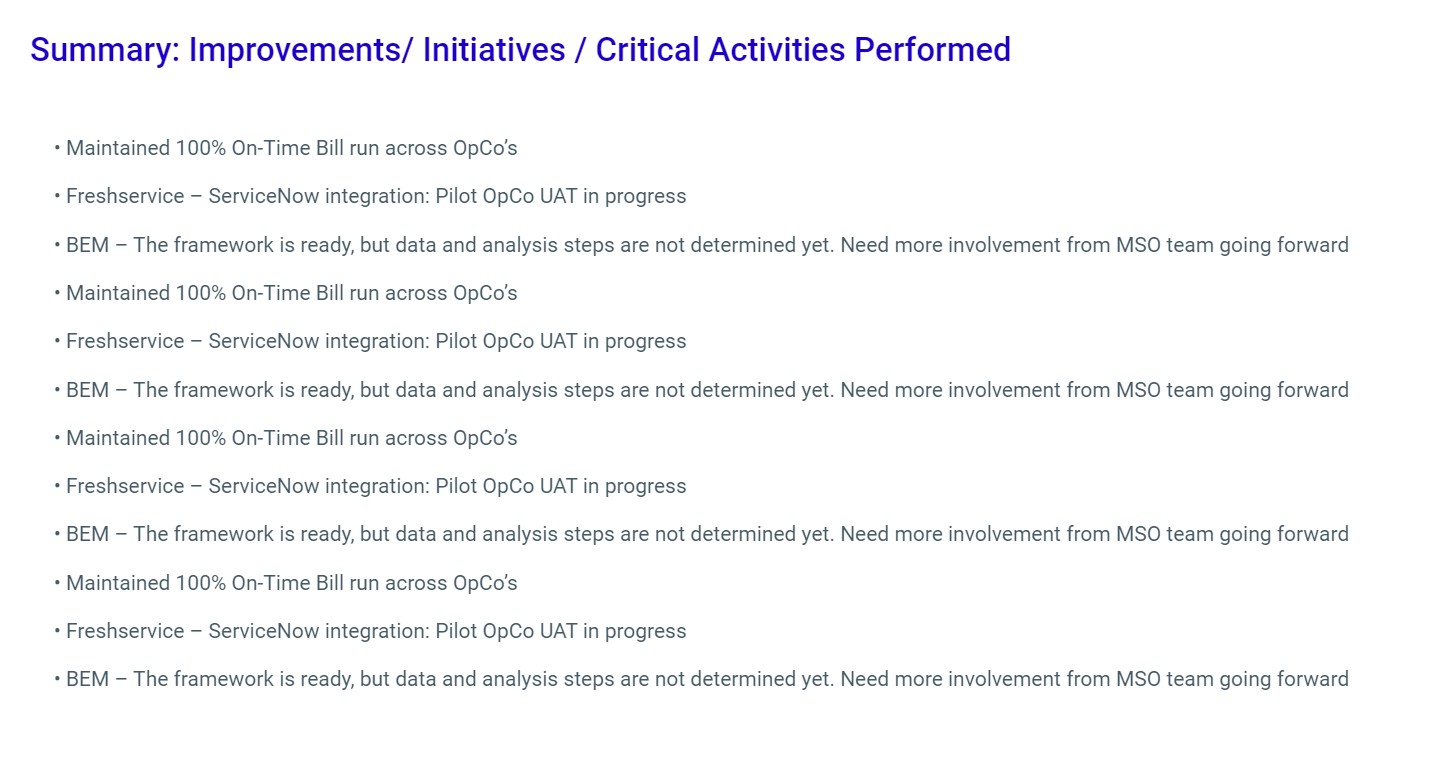 Summary: Improvements/ Initiatives / Critical Activities Performed
• Maintained 100% On-Time Bill run across OpCo’s
• Freshservice – ServiceNow integration: Pilot OpCo UAT in progress
• BEM – The framework is ready, but data and analysis steps are not determined yet. Need more involvement from MSO team going forward
• Maintained 100% On-Time Bill run across OpCo’s
• Freshservice – ServiceNow integration: Pilot OpCo UAT in progress
• BEM – The framework is ready, but data and analysis steps are not determined yet. Need more involvement from MSO team going forward
• Maintained 100% On-Time Bill run across OpCo’s
• Freshservice – ServiceNow integration: Pilot OpCo UAT in progress
• BEM – The framework is ready, but data and analysis steps are not determined yet. Need more involvement from MSO team going forward
• Maintained 100% On-Time Bill run across OpCo’s
• Freshservice – ServiceNow integration: Pilot OpCo UAT in progress
• BEM – The framework is ready, but data and analysis steps are not determined yet. Need more involvement from MSO team going forward